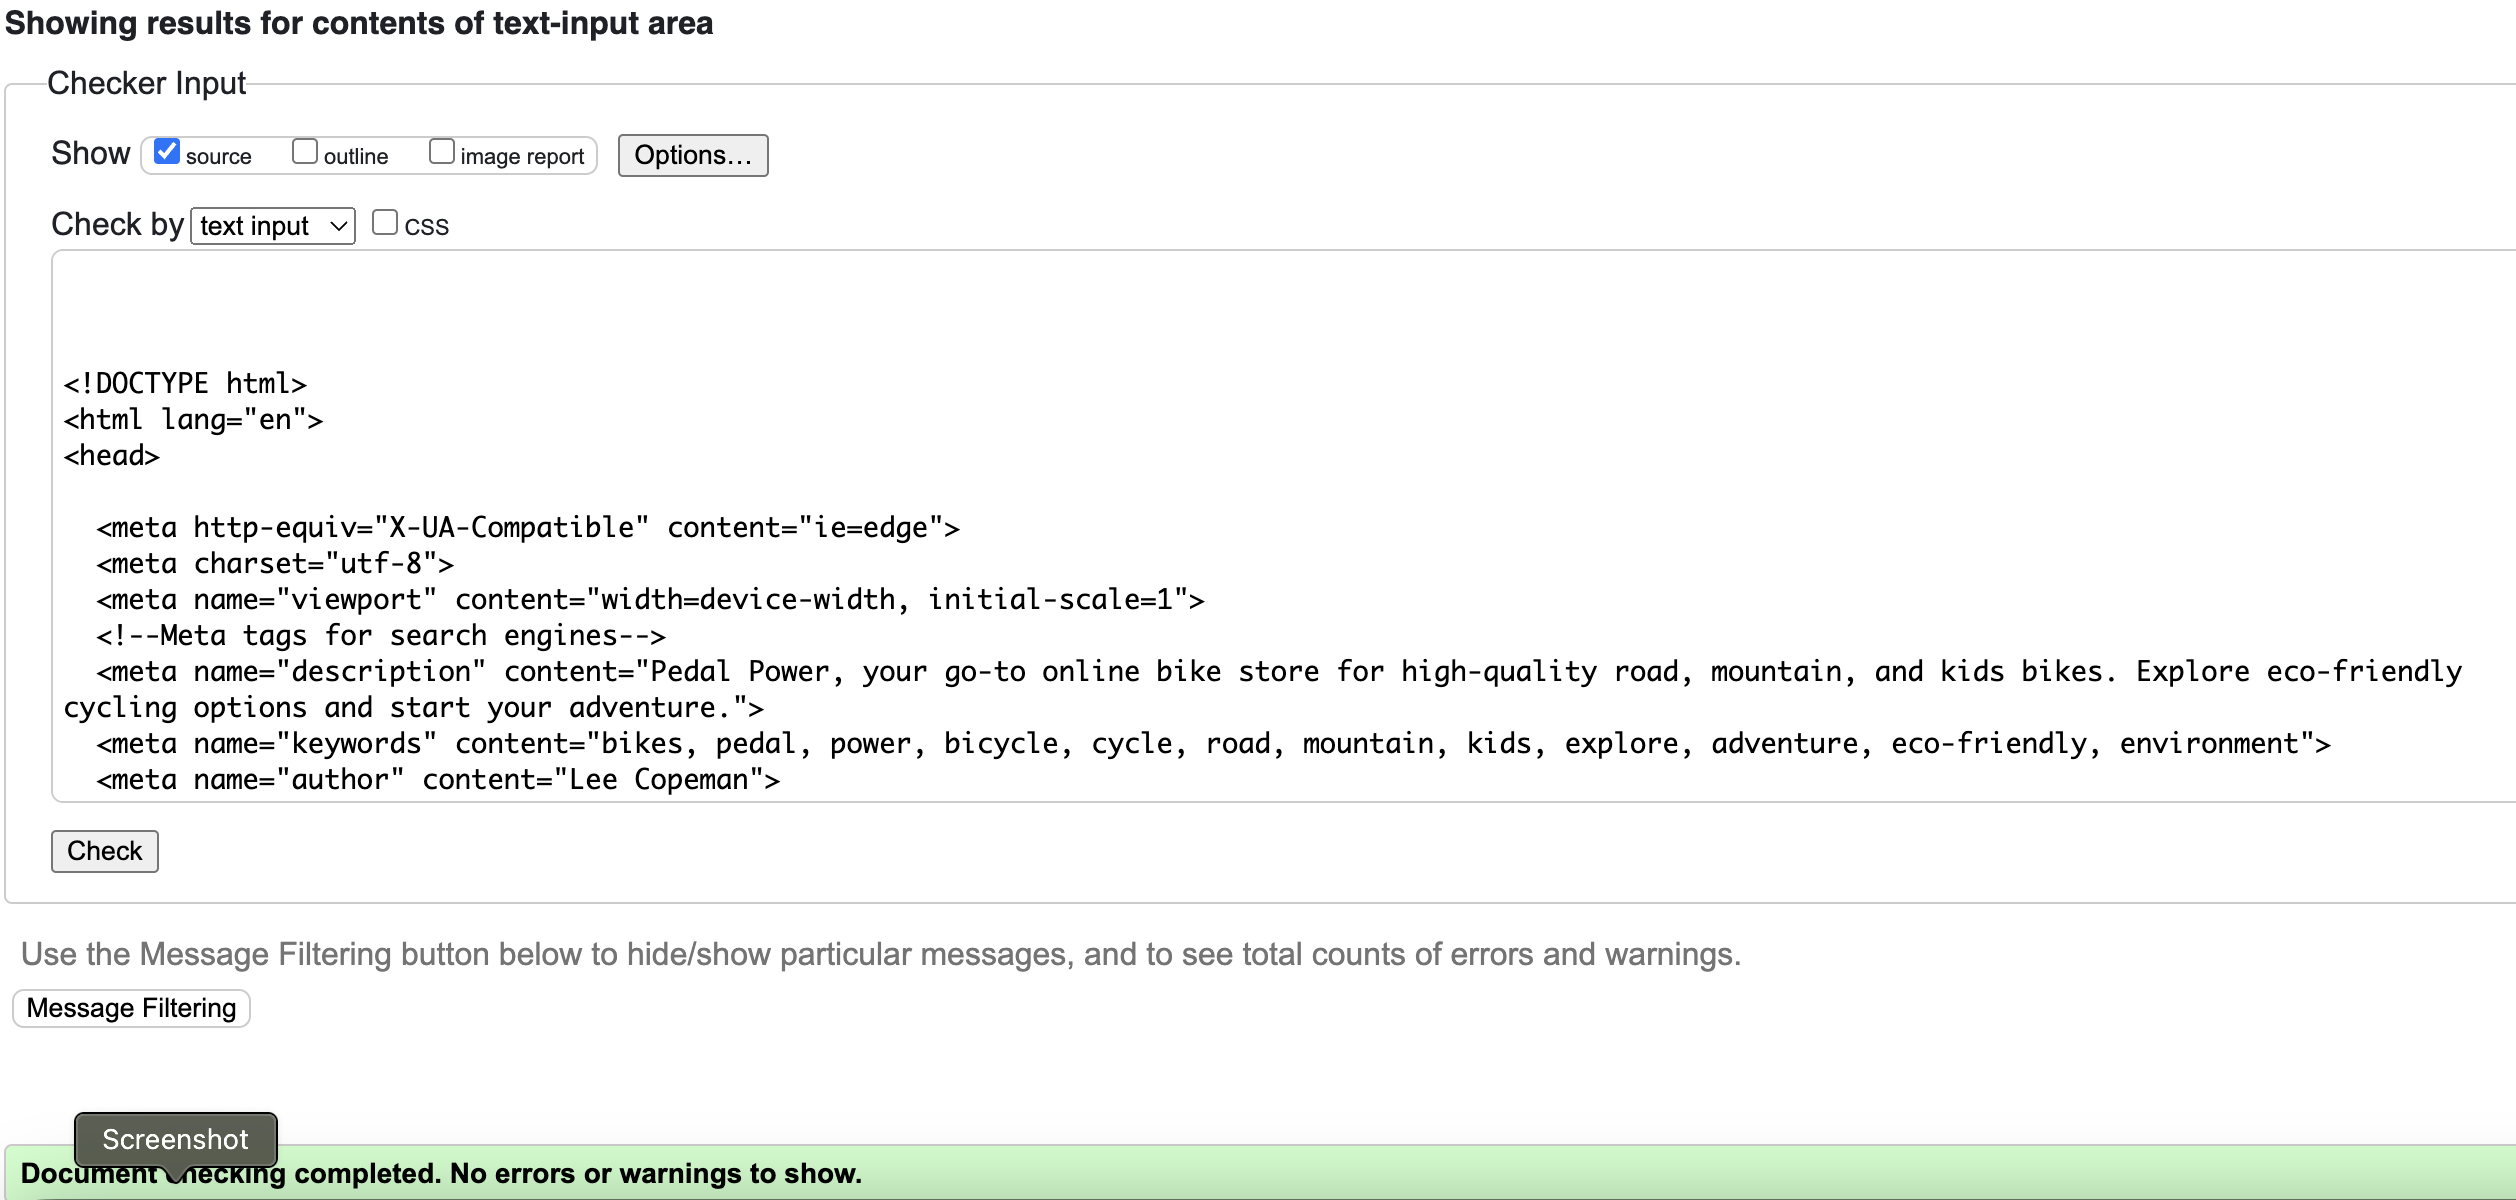 Showing results for contents of text-input area
Checker Input
Show source outline image report Options...
Check by text input css
<!DOCTYPE html>
<html lang="en">
<head>
<meta http-equiv="X-UA-Compatible" content="ie=edge">
<meta charset="utf-8">
<meta name="viewport" content="width=device-width, initial-scale=1">
<!--Meta tags for search engines-->
<meta name="description" content="Pedal Power, your go-to online bike store for high-quality road, mountain, and kids bikes. Explore eco-friendly
cycling options and start your adventure.">
<meta name="keywords" content="bikes, pedal, power, bicycle, cycle, road, mountain, kids, explore, adventure, eco-friendly, environment">
<meta name="author" content="Lee Copeman">
Check
Use the Message Filtering button below to hide/show particular messages, and to see total counts of errors and warnings.
Message Filtering
Screenshot
Document checking completed. No errors or warnings to show.